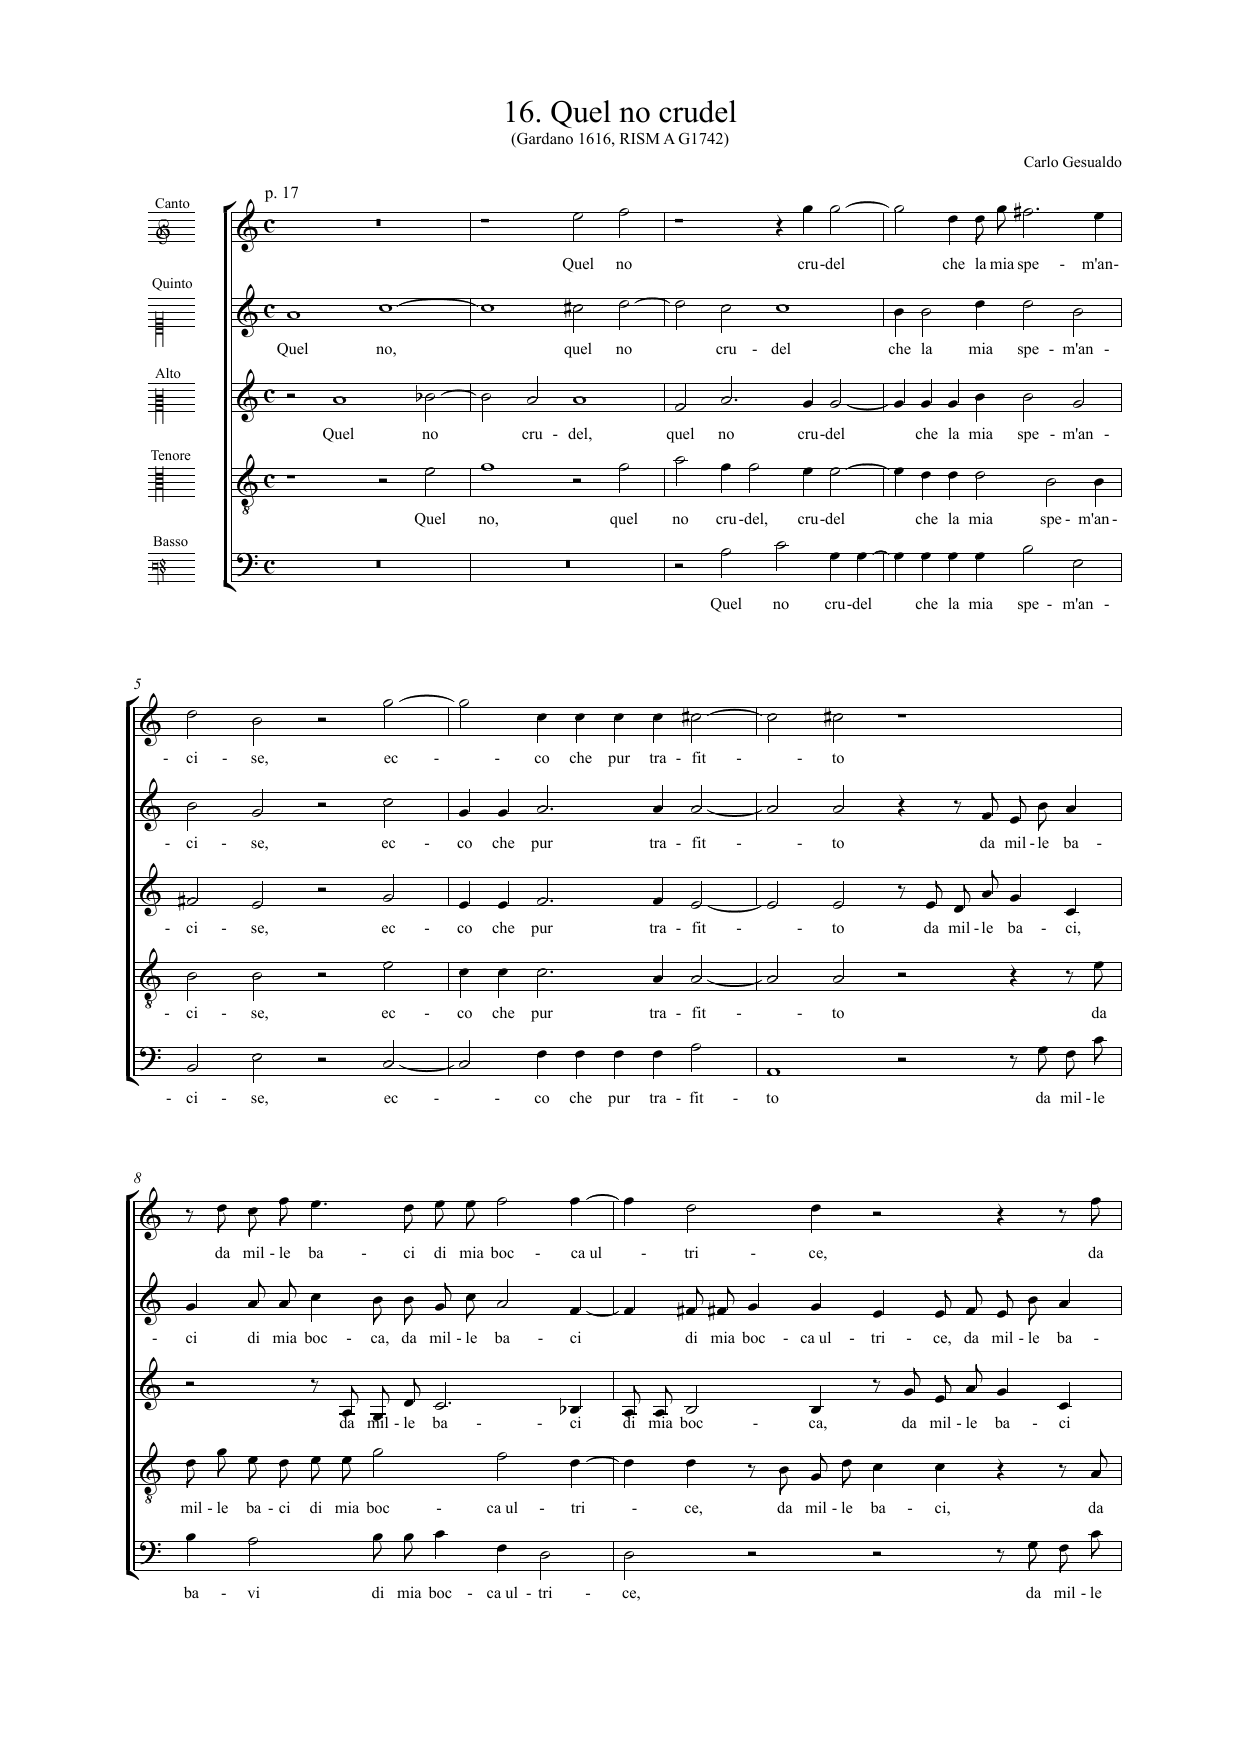 16. Quel no crudel
(Gardano 1616, RISM A G1742)
Carlo Gesualdo
p. 17
Canto
Quel no cru-del che la mia spe - m'an-
Quinto
Quel no, quel no cru - del che la mia spe - m'an -
Alto
Quel no cru - del, quel no cru-del che la mia spe - m'an -
Tenore
Quel no, quel no cru-del, cru-del che la mia spe - m'an-
Basso
Quel no cru-del che la mia spe - m'an -
5
- ci - se, ec - - co che pur tra - fit - - to
- ci - se, ec - co che pur tra - fit - - to da mil - le ba -
- ci - se, ec - co che pur tra - fit - - to da mil - le ba - ci,
- ci - se, ec - co che pur tra - fit - - to da
- ci - se, ec - - co che pur tra - fit - to da mil - le
8
da mil - le ba - ci di mia boc - ca ul - tri - ce, da
- ci di mia boc - ca, da mil - le ba - ci di mia boc - ca ul - tri - ce, da mil - le ba -
da mil - le ba - - ci di mia boc - ca, da mil - le ba - ci
mil - le ba - ci di mia boc - ca ul - tri - ce, da mil - le ba - ci, da
ba - vi di mia boc - ca ul - tri - ce, da mil - le